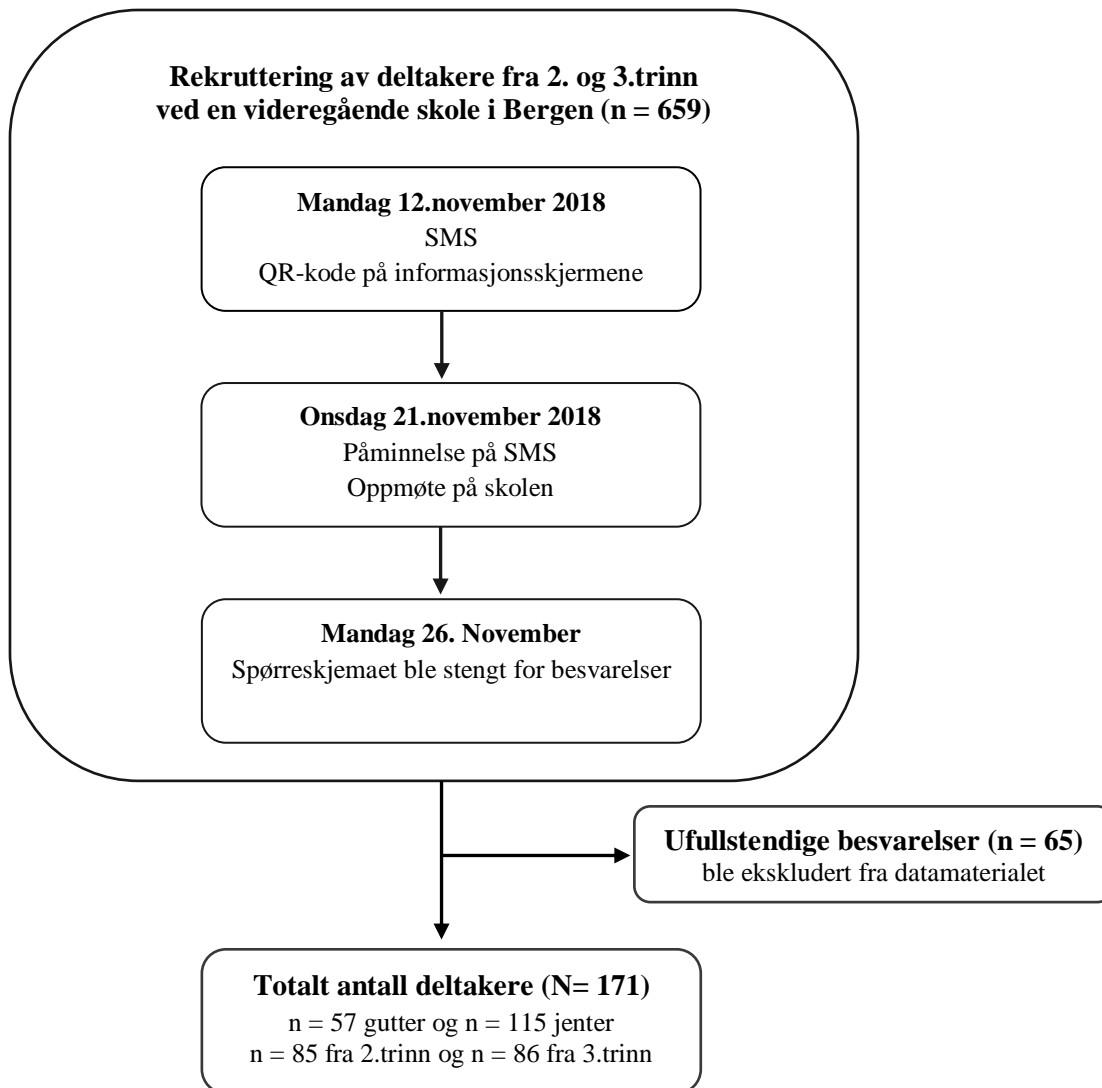 Rekruttering av deltakere fra 2. og 3.trinn
ved en videregående skole i Bergen (n = 659)
Mandag 12.november 2018
SMS
QR-kode på informasjonsskjermene
Onsdag 21.november 2018
Påminnelse på SMS
Oppmøte på skolen
Mandag 26. November
Spørreskjemaet ble stengt for besvarelser
Ufullstendige besvarelser (n = 65)
ble ekskludert fra datamaterialet
Totalt antall deltakere (N= 171)
n = 57 gutter og n = 115 jenter
n = 85 fra 2.trinn og n = 86 fra 3.trinn